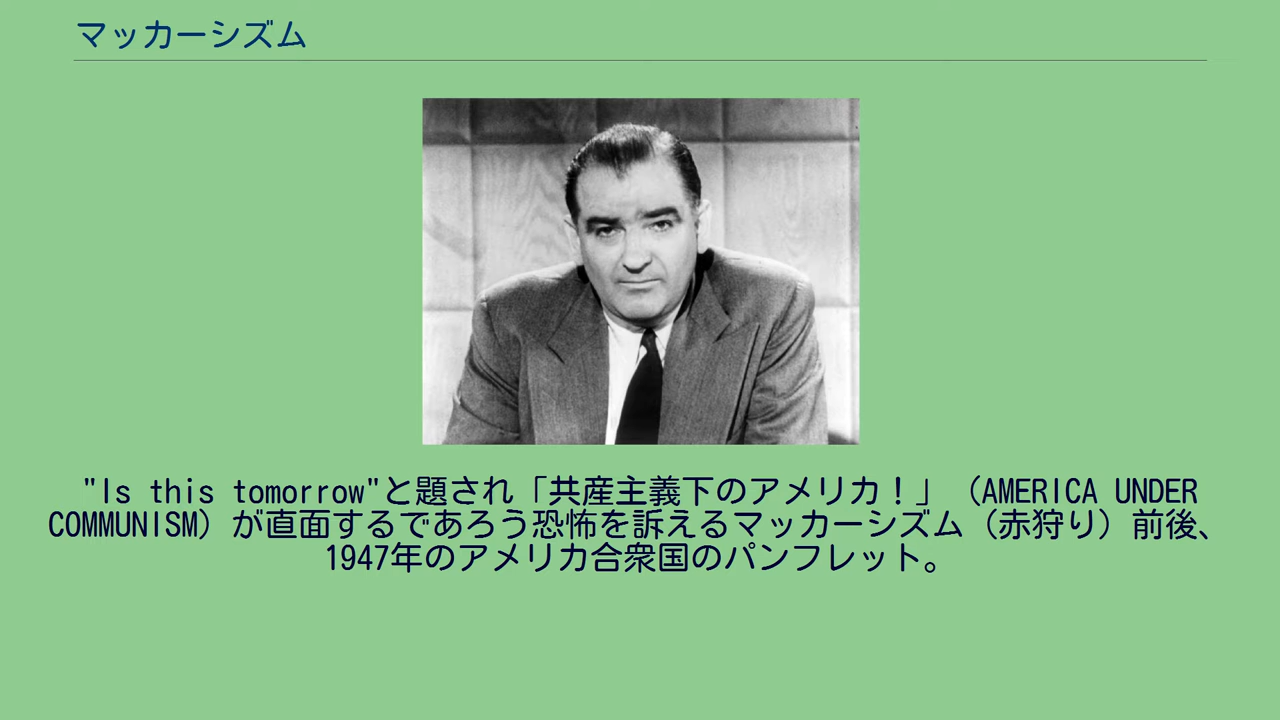 マッカーシズム
"Is this tomorrow"と題され「共産主義下のアメリカ！」（AMERICA UNDER
COMMUNISM）が直面するであろう恐怖を訴えるマッカーシズム（赤狩り）前後、
1947年のアメリカ合衆国のパンフレット。